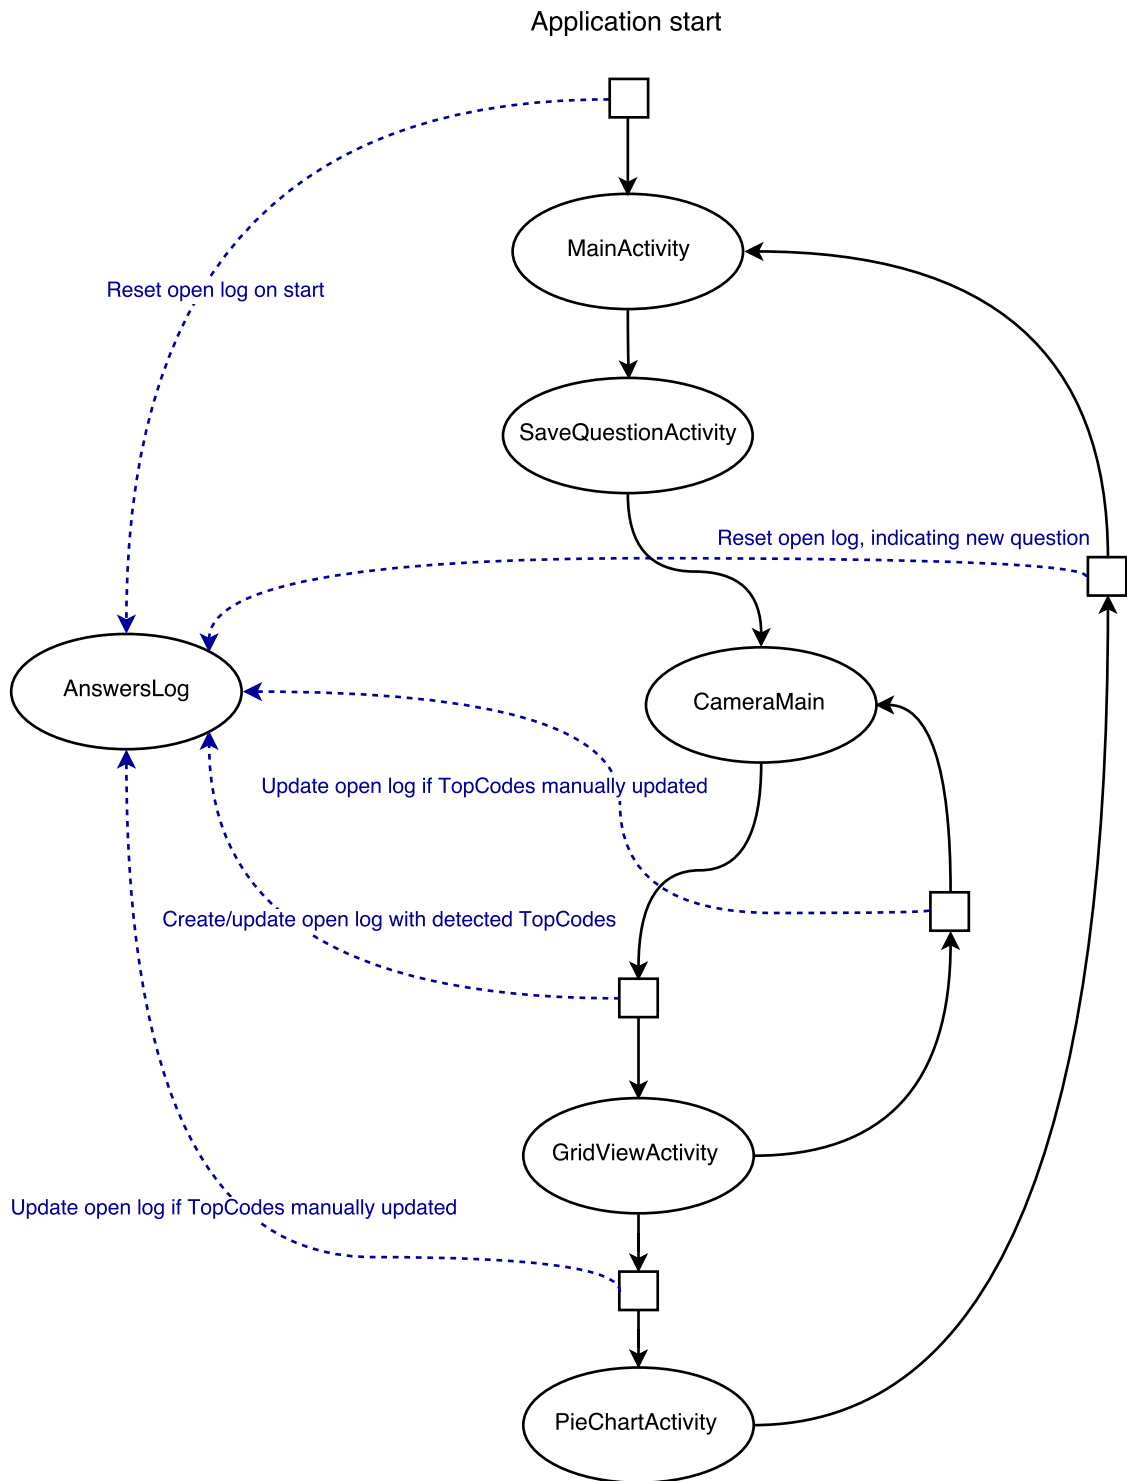 Application start
MainActivity
Reset open log on start
SaveQuestionActivity
Reset open log, indicating new question
AnswersLog
CameraMain
Update open log if TopCodes manually updated
Create/update open log with detected TopCodes
GridViewActivity
Update open log if TopCodes manually updated
PieChartActivity